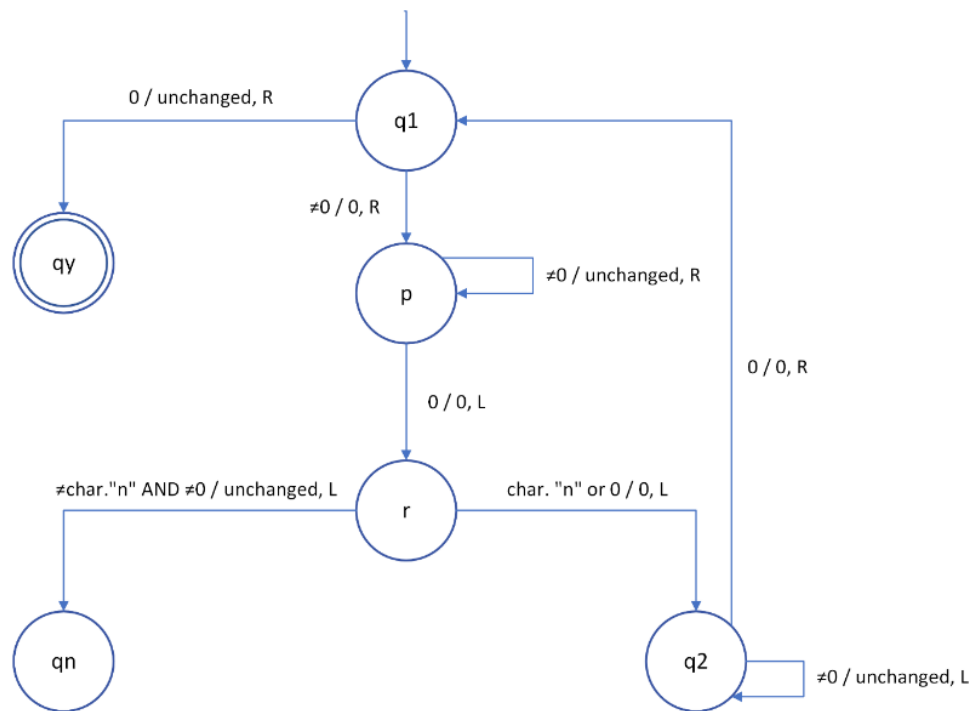 0 / unchanged, R
q1
≠0 / 0, R
qy
p
≠0 / unchanged, R
0 / 0, R
0 / 0, L
≠char."n" AND ≠0 / unchanged, L
char. "n" or 0 / 0, L
r
qn
q2
≠0 / unchanged, L